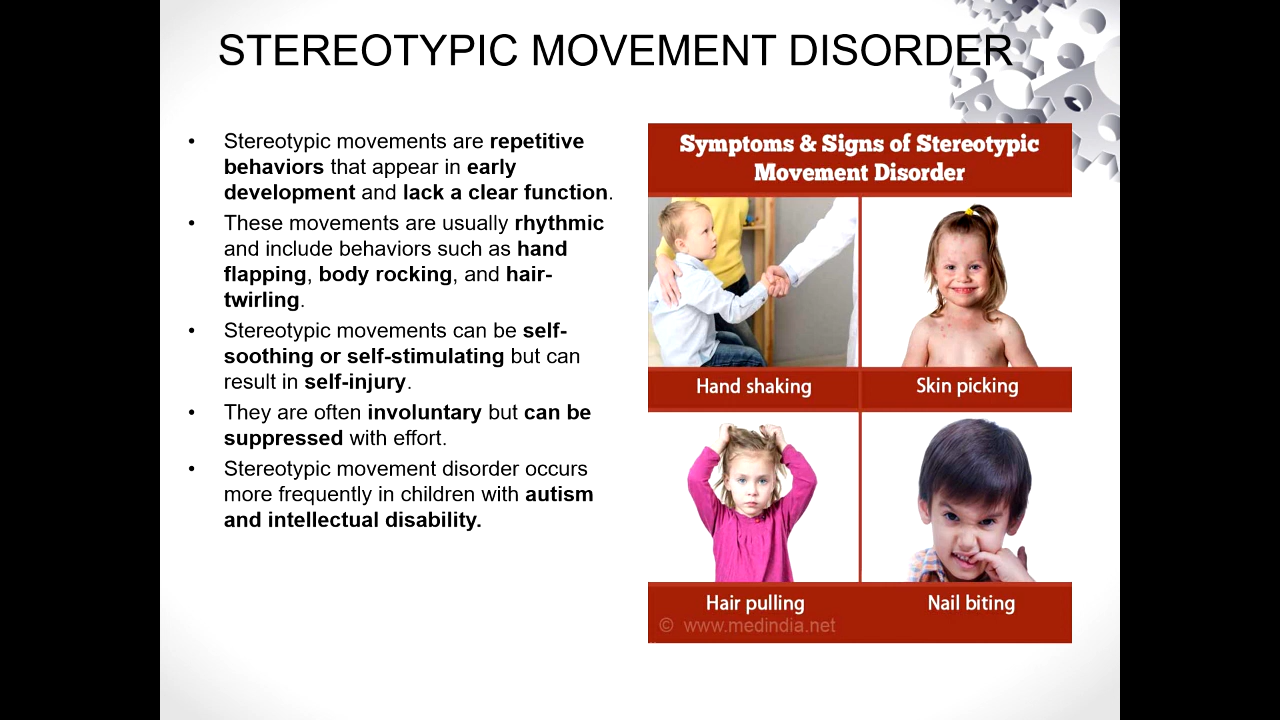 STEREOTYPIC MOVEMENT DISORDER
• Stereotypic movements are repetitive
behaviors that appear in early
development and lack a clear function.
• These movements are usually rhythmic
and include behaviors such as hand
flapping, body rocking, and hair-
twirling.
• Stereotypic movements can be self-
soothing or self-stimulating but can
result in self-injury.
• They are often involuntary but can be
suppressed with effort.
• Stereotypic movement disorder occurs
more frequently in children with autism
and intellectual disability.
Symptoms & Signs of Stereotypic
Movement Disorder
Hand shaking
Skin picking
Hair pulling
Nail biting
© www.medindia.net